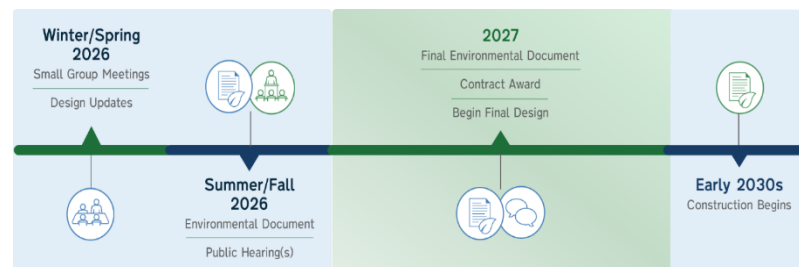 Winter/Spring
2026
Small Group Meetings
Design Updates
Summer/Fall
2026
Environmental Document
Public Hearing(s)
2027
Final Environmental Document
Contract Award
Begin Final Design
Early 2030s
Construction Begins